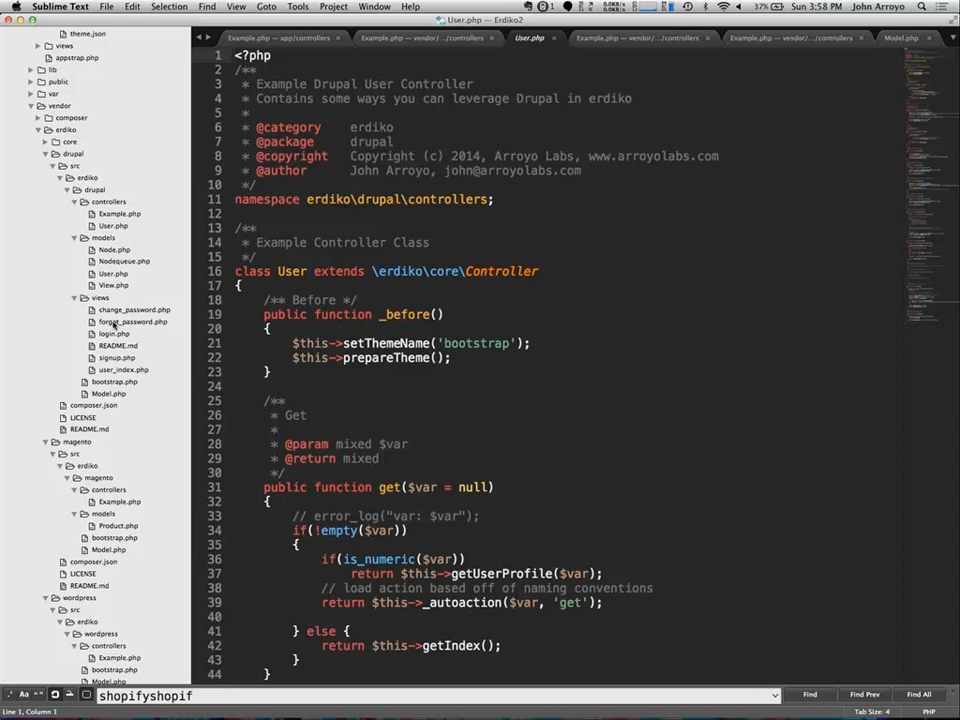 Sublime Text File Edit Selection Find View Goto Tools Project Window Help 1 0.0KB/s 0.0KB/s 37% Sun 3:58 PM John Arroyo
User.php — Erdiko2
Example.php — app/controllers × Example.php — vendor/.../controllers × User.php × Example.php — vendor/.../controllers × Example.php — vendor/.../controllers × Model.php ×
theme.json
views
appstrap.php
lib
public
var
vendor
composer
erdiko
core
drupal
src
erdiko
drupal
controllers
Example.php
User.php
models
Node.php
Nodequeue.php
User.php
View.php
views
change_password.php
forgot_password.php
login.php
README.md
signup.php
user_index.php
bootstrap.php
Model.php
composer.json
LICENSE
README.md
magento
src
erdiko
magento
controllers
Example.php
models
Product.php
bootstrap.php
Model.php
composer.json
LICENSE
README.md
wordpress
src
erdiko
wordpress
controllers
Example.php
bootstrap.php
Model.php
1 <?php
2 /**
3 * Example Drupal User Controller
4 * Contains some ways you can leverage Drupal in erdiko
5 *
6 * @category erdiko
7 * @package drupal
8 * @copyright Copyright (c) 2014, Arroyo Labs, www.arroyolabs.com
9 * @author John Arroyo, john@arroyolabs.com
10 */
11 namespace erdiko\drupal\controllers;
12
13 /**
14 * Example Controller Class
15 */
16 class User extends \erdiko\core\Controller
17 {
18 /** Before */
19 public function _before()
20 {
21 $this->setThemeName('bootstrap');
22 $this->prepareTheme();
23 }
24
25 /**
26 * Get
27 *
28 * @param mixed $var
29 * @return mixed
30 */
31 public function get($var = null)
32 {
33 // error_log("var: $var");
34 if(!empty($var))
35 {
36 if(is_numeric($var))
37 return $this->getUserProfile($var);
38 // load action based off of naming conventions
39 return $this->_autoaction($var, 'get');
40
41 } else {
42 return $this->getIndex();
43 }
44 }
.* Aa "" shopifyshopif Find Find Prev Find All
Line 1, Column 1 Tab Size: 4 PHP